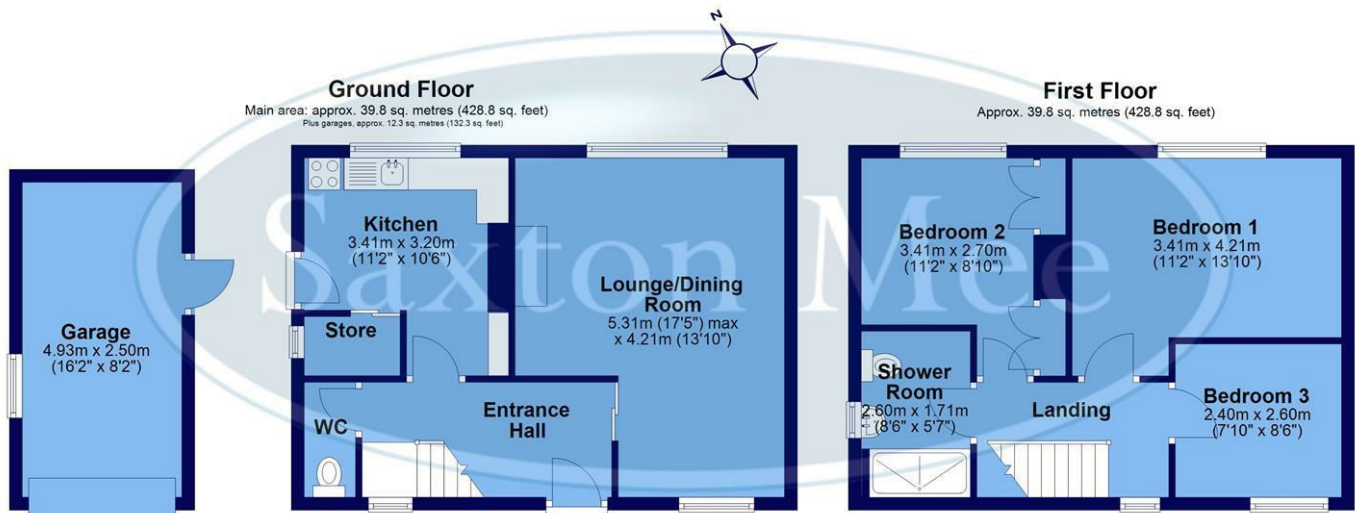 N
Ground Floor
Main area: approx. 39.8 sq. metres (428.8 sq. feet)
Plus garages, approx. 12.3 sq. metres (132.3 sq. feet)
First Floor
Approx. 39.8 sq. metres (428.8 sq. feet)
Saxton Mee
Garage
4.93m x 2.50m
(16'2" x 8'2")
Kitchen
3.41m x 3.20m
(11'2" x 10'6")
Store
WC
Entrance
Hall
Lounge/Dining
Room
5.31m (17'5") max
x 4.21m (13'10")
Bedroom 2
3.41m x 2.70m
(11'2" x 8'10")
Bedroom 1
3.41m x 4.21m
(11'2" x 13'10")
Shower
Room
2.60m x 1.71m
(8'6" x 5'7")
Landing
Bedroom 3
2.40m x 2.60m
(7'10" x 8'6")